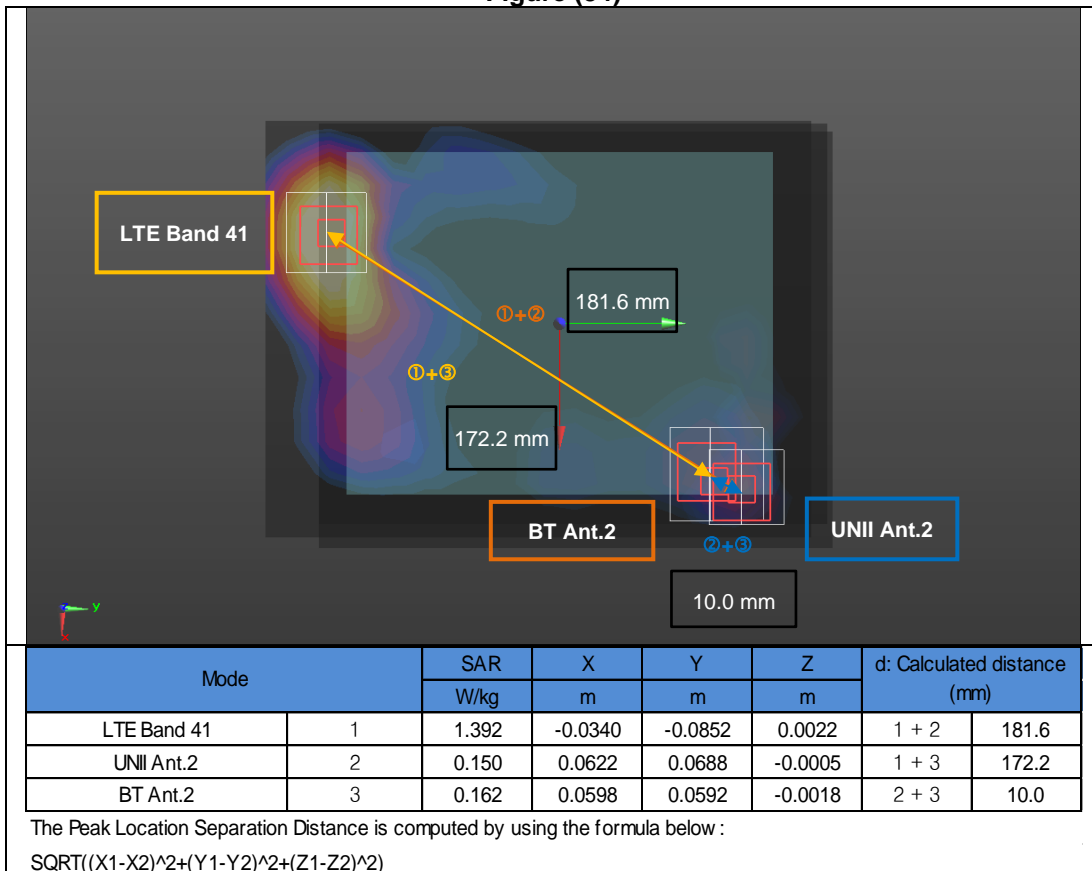 LTE Band 41
181.6 mm
①+②
①+③
172.2 mm
BT Ant.2
UNII Ant.2
②+③
10.0 mm
Y
X
Mode SAR X Y Z d: Calculated distance (mm)
W/kg m m m
LTE Band 41 1 1.392 -0.0340 -0.0852 0.0022 1 + 2 181.6
UNII Ant.2 2 0.150 0.0622 0.0688 -0.0005 1 + 3 172.2
BT Ant.2 3 0.162 0.0598 0.0592 -0.0018 2 + 3 10.0
The Peak Location Separation Distance is computed by using the formula below :
SQRT((X1-X2)^2+(Y1-Y2)^2+(Z1-Z2)^2)